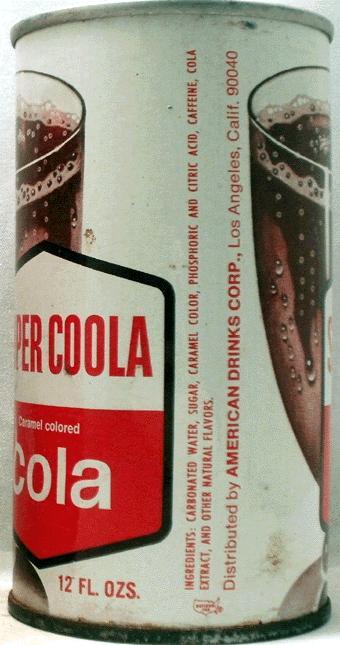 PER COOLA
Caramel colored
cola
12 FL. OZS.
INGREDIENTS: CARBONATED WATER, SUGAR, CARAMEL COLOR, PHOSPHORIC AND CITRIC ACID, CAFFEINE, COLA
EXTRACT, AND OTHER NATURAL FLAVORS.
Distributed by AMERICAN DRINKS CORP., Los Angeles, Calif. 90040